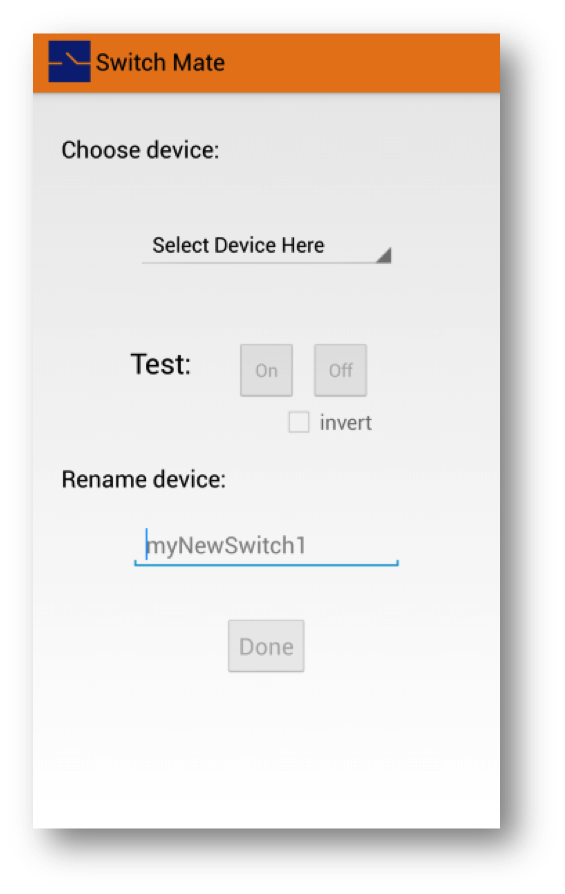 Switch Mate
Choose device:
Select Device Here
Test:
On
Off
invert
Rename device:
myNewSwitch1
Done